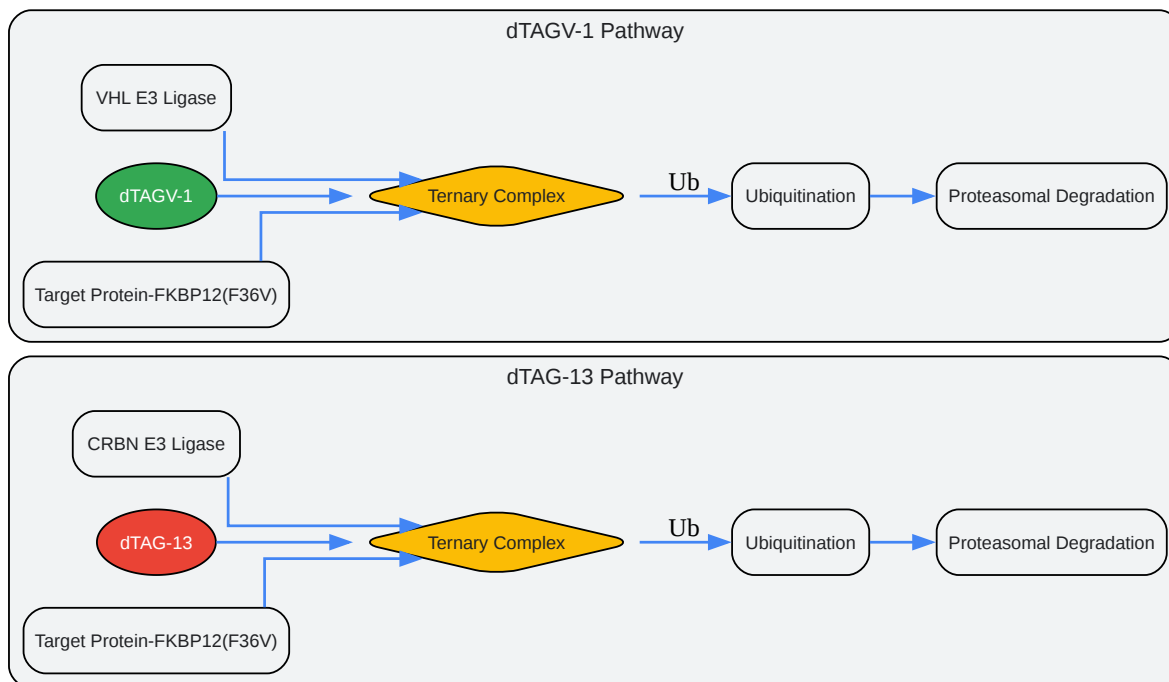 dTAGV-1 Pathway
VHL E3 Ligase
dTAGV-1
Ternary Complex
Ub
Ubiquitination
Proteasomal Degradation
Target Protein-FKBP12(F36V)
dTAG-13 Pathway
CRBN E3 Ligase
dTAG-13
Ternary Complex
Ub
Ubiquitination
Proteasomal Degradation
Target Protein-FKBP12(F36V)